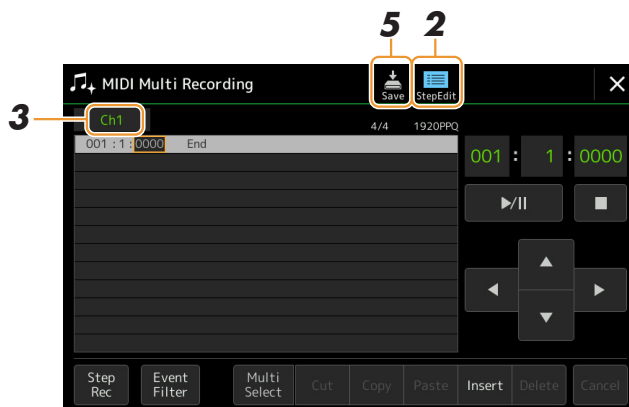 5 2
MIDI Multi Recording
Save
StepEdit
3
Ch1
4/4 1920PPQ
001 : 1 : 0000 End
001 : 1 : 0000
Step Rec
Event Filter
Multi Select
Cut
Copy
Paste
Insert
Delete
Cancel